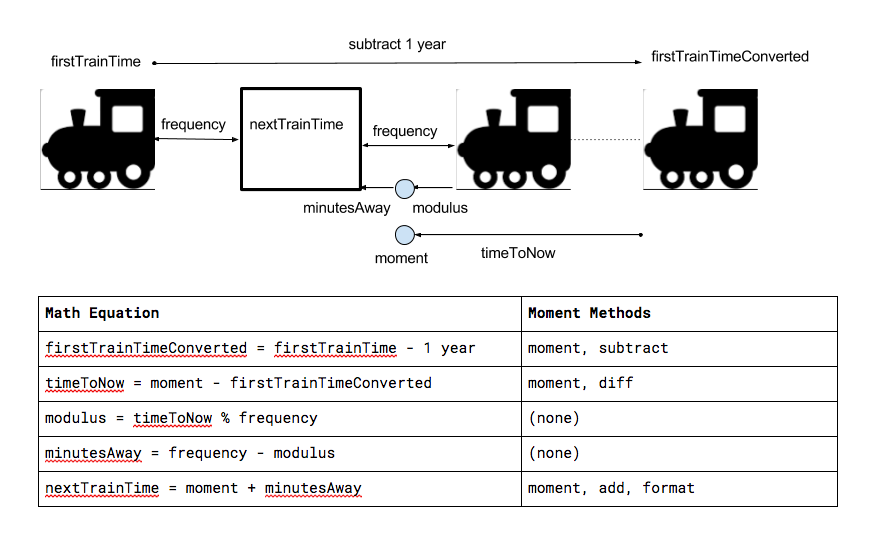 subtract 1 year
firstTrainTime
firstTrainTimeConverted
frequency
nextTrainTime
frequency
minutesAway
modulus
moment
timeToNow
Math Equation
Moment Methods
firstTrainTimeConverted = firstTrainTime - 1 year
moment, subtract
timeToNow = moment - firstTrainTimeConverted
moment, diff
modulus = timeToNow % frequency
(none)
minutesAway = frequency - modulus
(none)
nextTrainTime = moment + minutesAway
moment, add, format